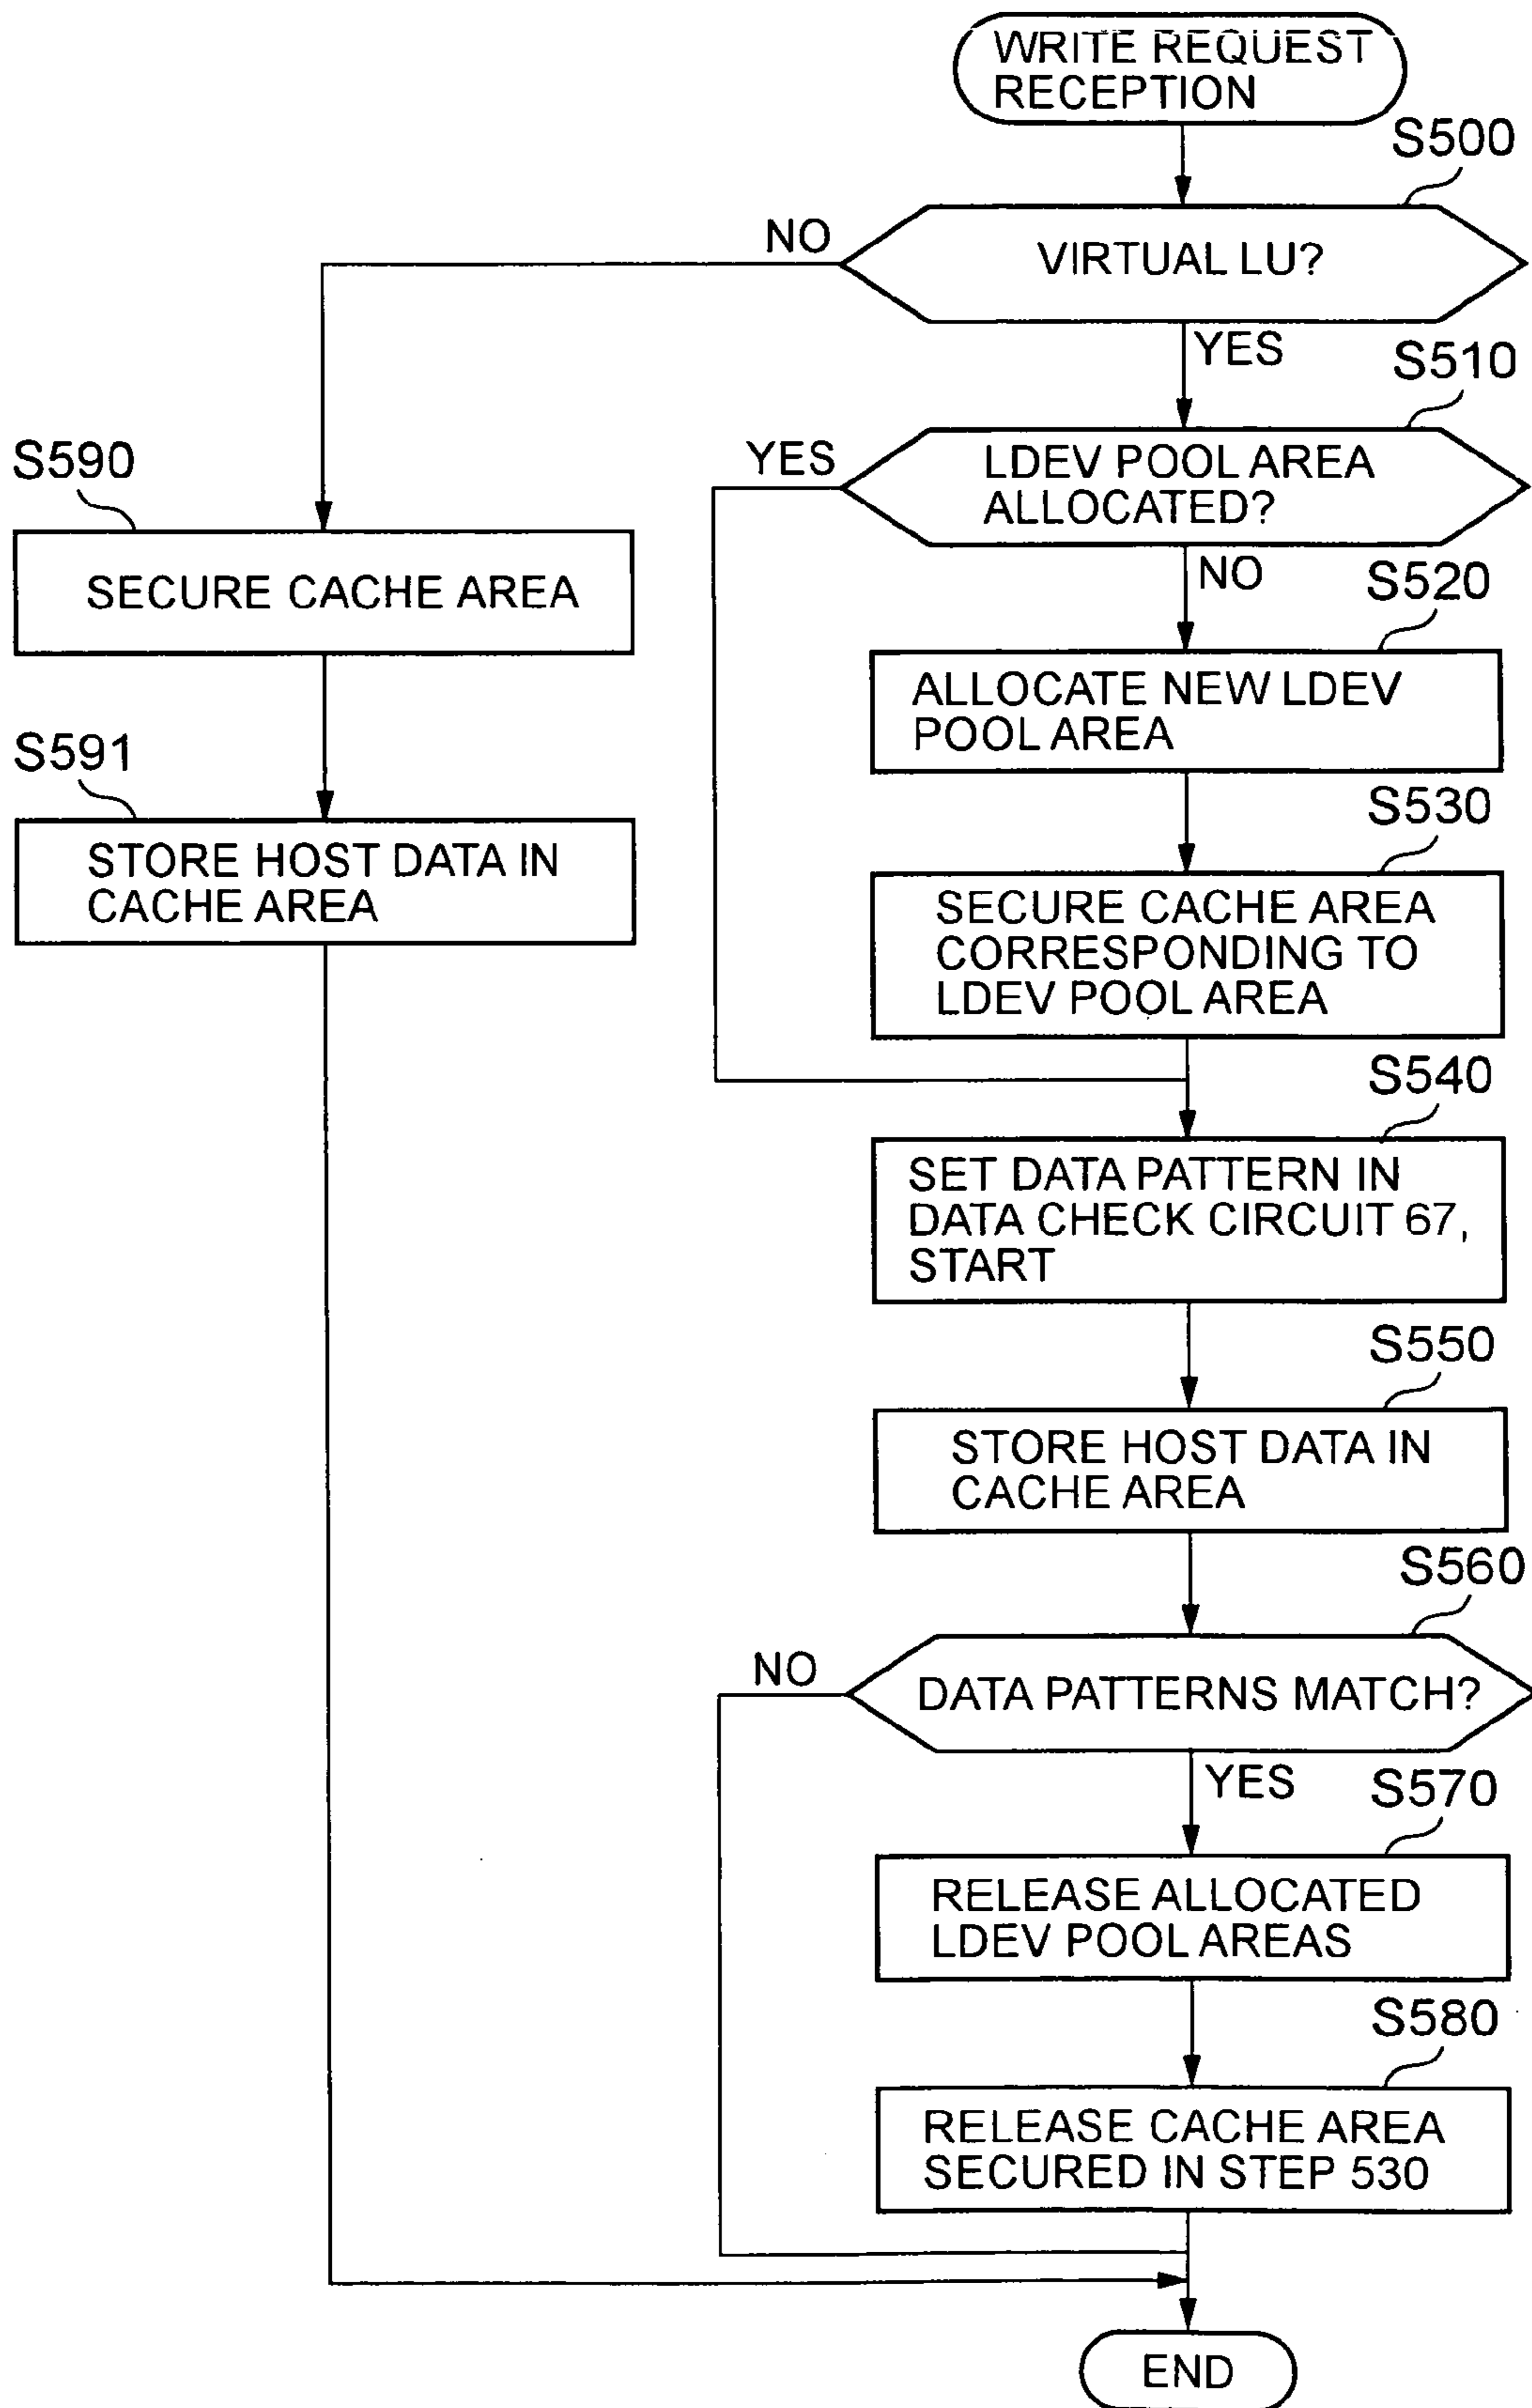 WRITE REQUEST
RECEPTION
S500
NO
VIRTUAL LU?
YES
S510
YES
LDEV POOL AREA
ALLOCATED?
NO
S520
ALLOCATE NEW LDEV
POOL AREA
S530
SECURE CACHE AREA
CORRESPONDING TO
LDEV POOL AREA
S540
SET DATA PATTERN IN
DATA CHECK CIRCUIT 67,
START
S550
STORE HOST DATA IN
CACHE AREA
S560
NO
DATA PATTERNS MATCH?
YES
S570
RELEASE ALLOCATED
LDEV POOL AREAS
S580
RELEASE CACHE AREA
SECURED IN STEP 530
S590
SECURE CACHE AREA
S591
STORE HOST DATA IN
CACHE AREA
END